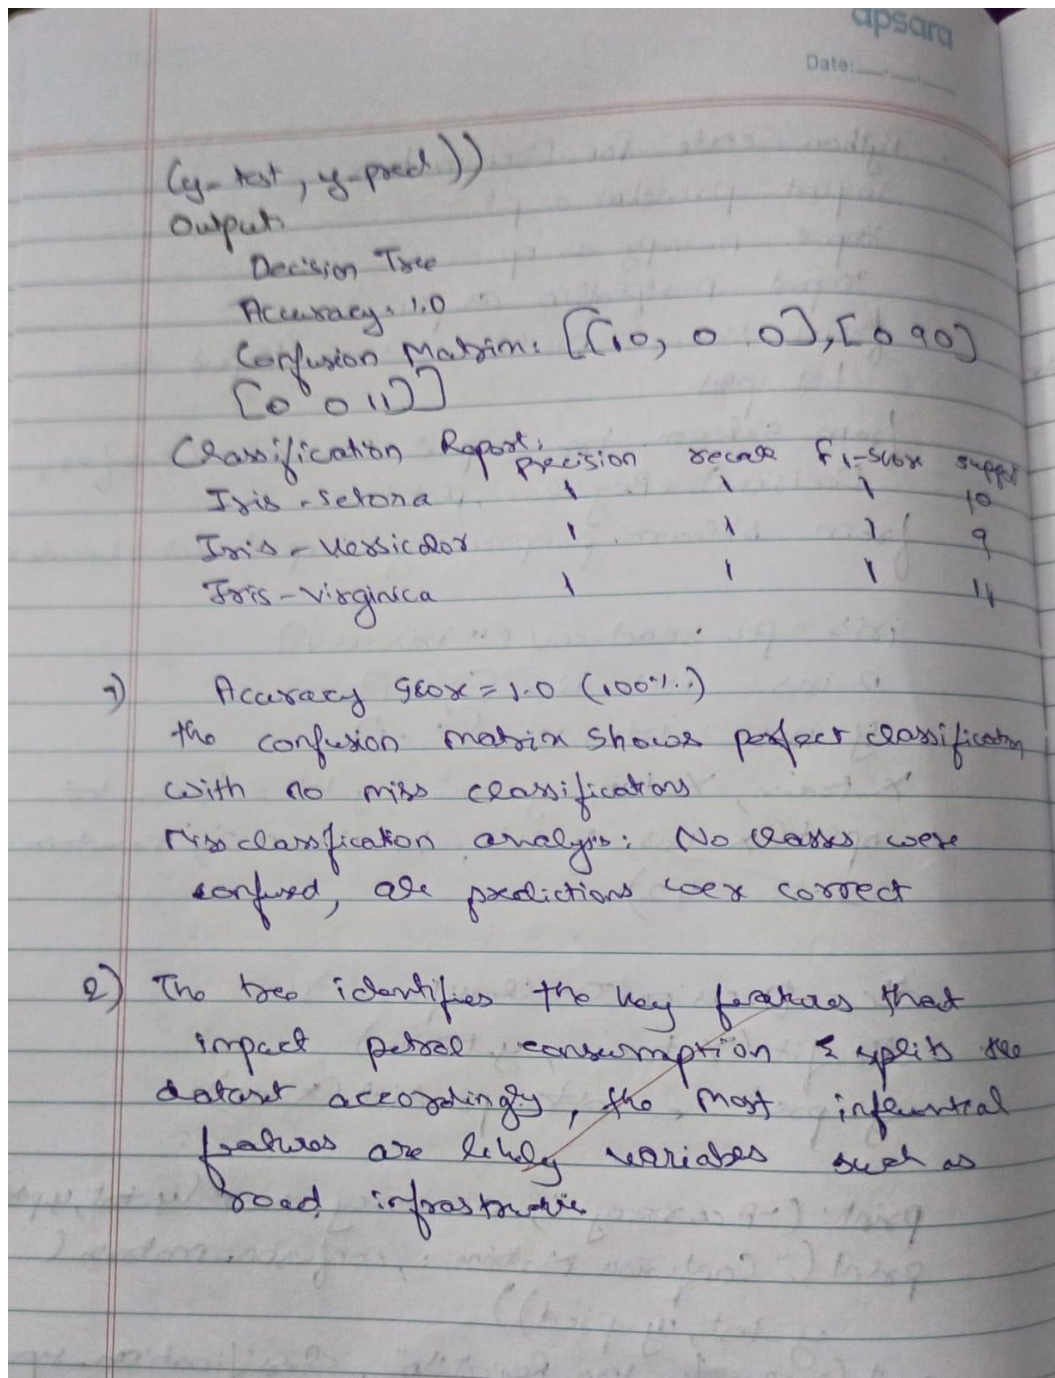 apsara
Date:
(y-test, y-pred))
Output:
Decision Tree
Accuracy: 1.0
Confusion Matrix: [[10, 0 0], [0 9 0]
[0 0 11]]
Classification Report:
precision recall f1-score support
Iris-Setona 1 1 1 10
Iris-Versicolor 1 1 1 9
Iris-Virginica 1 1 1 11
1) Accuracy Score = 1.0 (100%)
the confusion matrix shows perfect classification
with no miss classifications
Miss classification analysis: No classes were
confused, all predictions were correct
2) The tree identifies the key features that
impact petrol consumption & splits the
dataset accordingly, the most influential
features are likely variables such as
road infrastructure